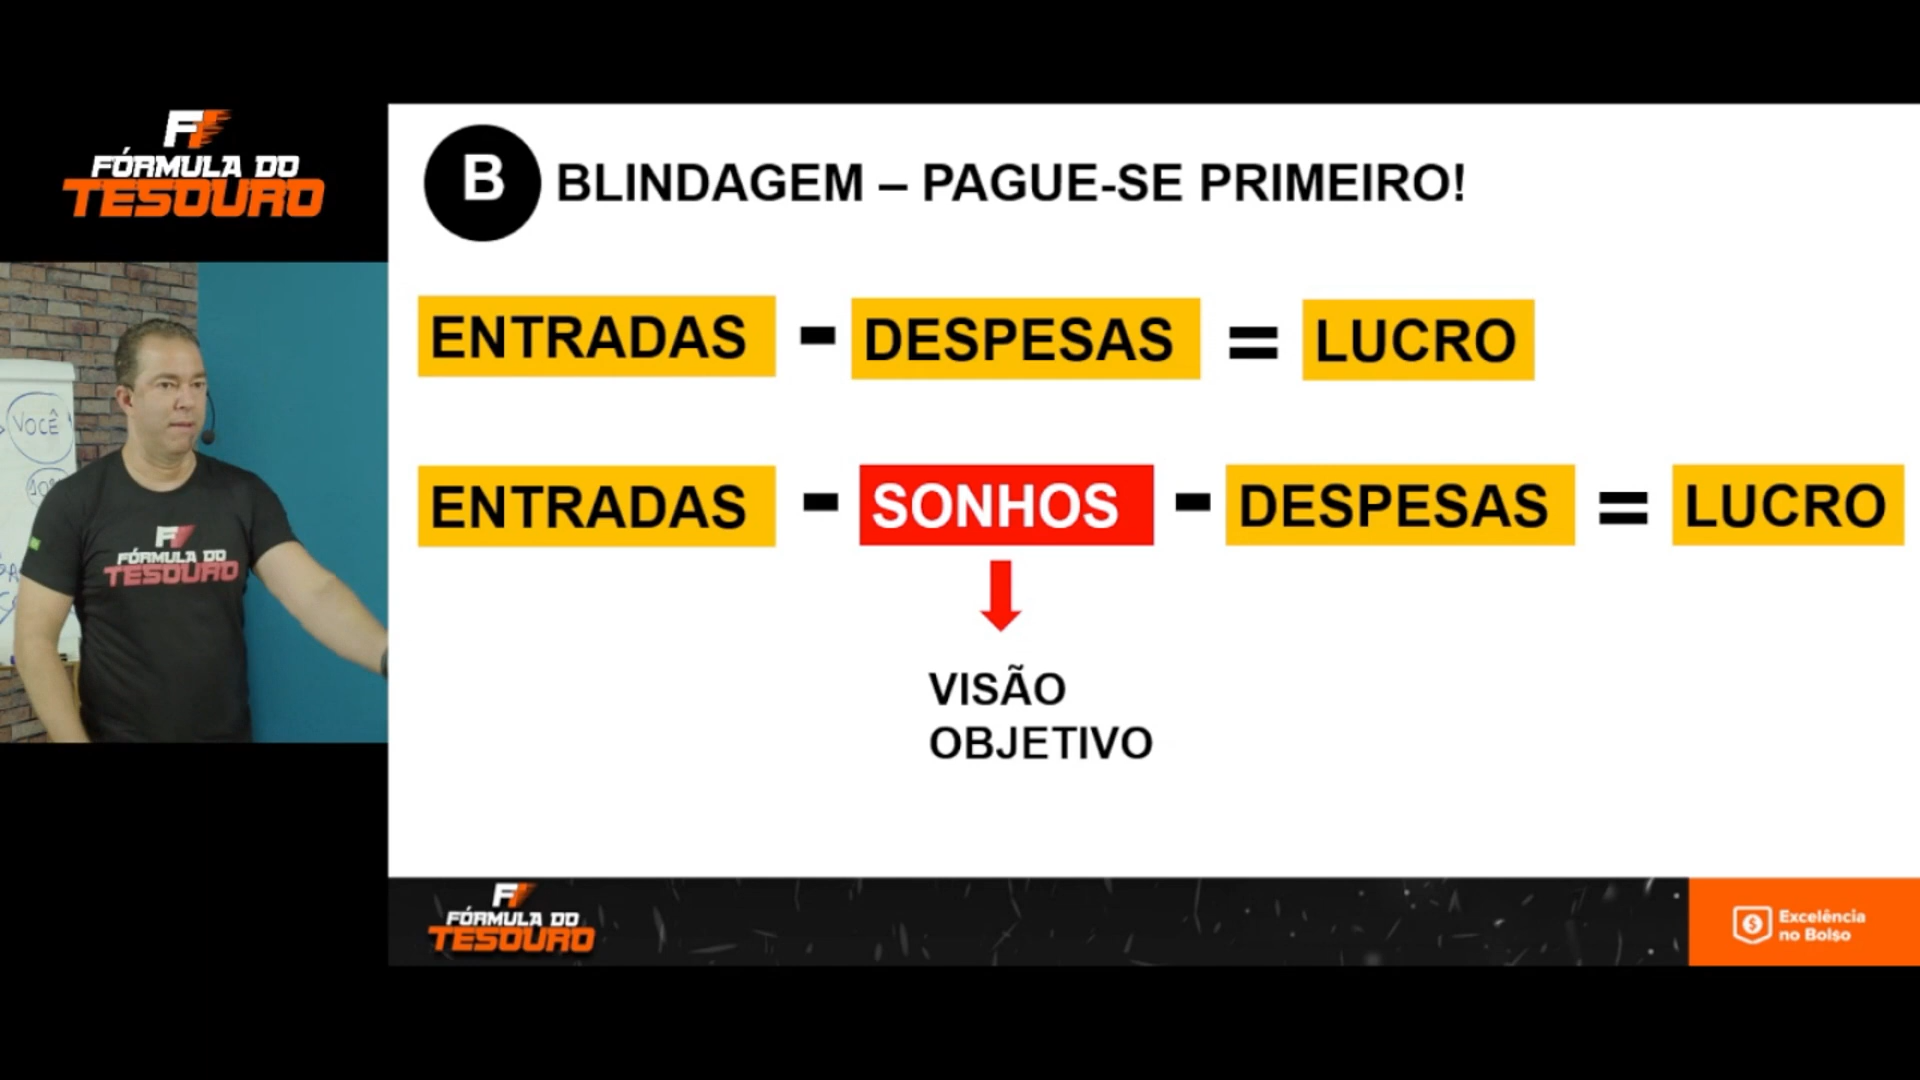 FÓRMULA DO
TESOURO
B
BLINDAGEM – PAGUE-SE PRIMEIRO!
ENTRADAS - DESPESAS = LUCRO
ENTRADAS - SONHOS - DESPESAS = LUCRO
VISÃO
OBJETIVO
VOCÊ
FÓRMULA DO
TESOURO
FÓRMULA DO
TESOURO
Excelência
no Bolso